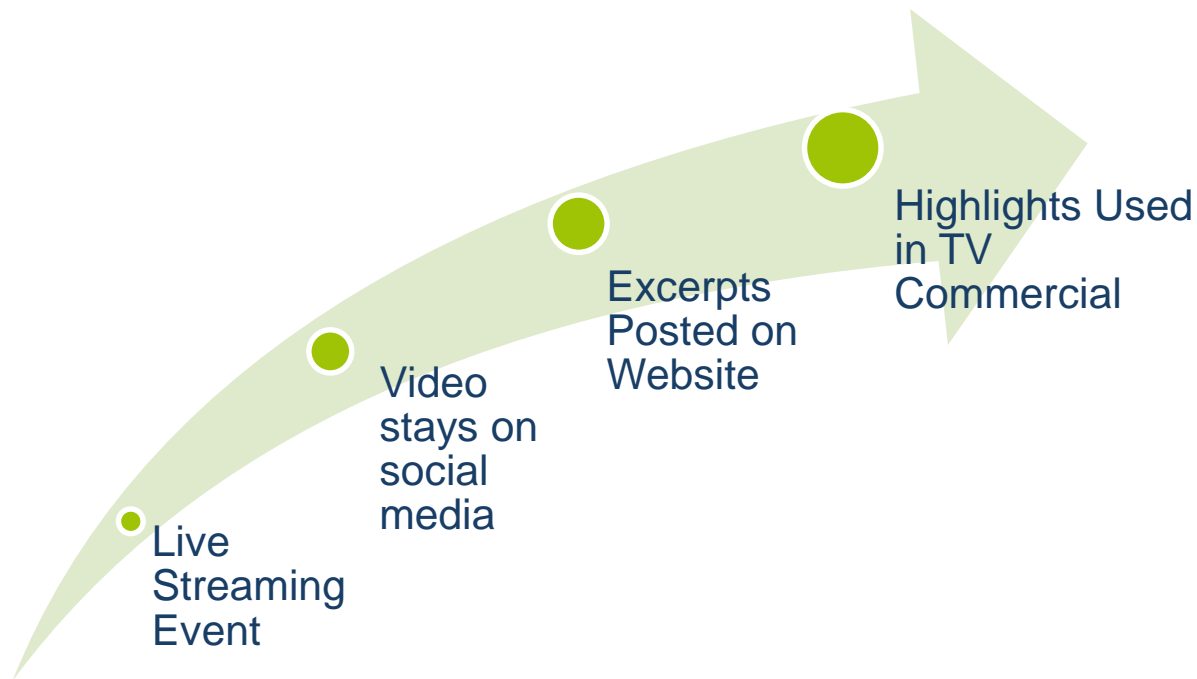 Live
Streaming
Event
Video
stays on
social
media
Excerpts
Posted on
Website
Highlights Used
in TV
Commercial